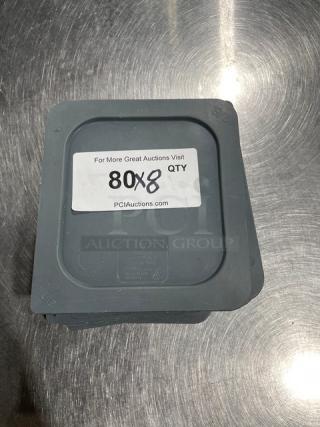 For More Great Auctions Visit
80x8 QTY
PCIAuctions.com
PCI
AUCTION GROUP